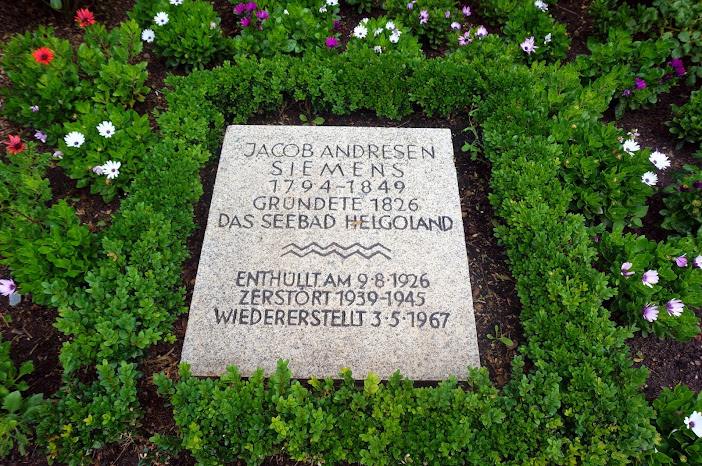 JACOB ANDRESEN
SIEMENS
1794-1849
GRÜNDETE 1826
DAS SEEBAD HELGOLAND
ENTHÜLLT AM 9·8·1926
ZERSTÖRT 1939-1945
WIEDERERSTELLT 3·5·1967